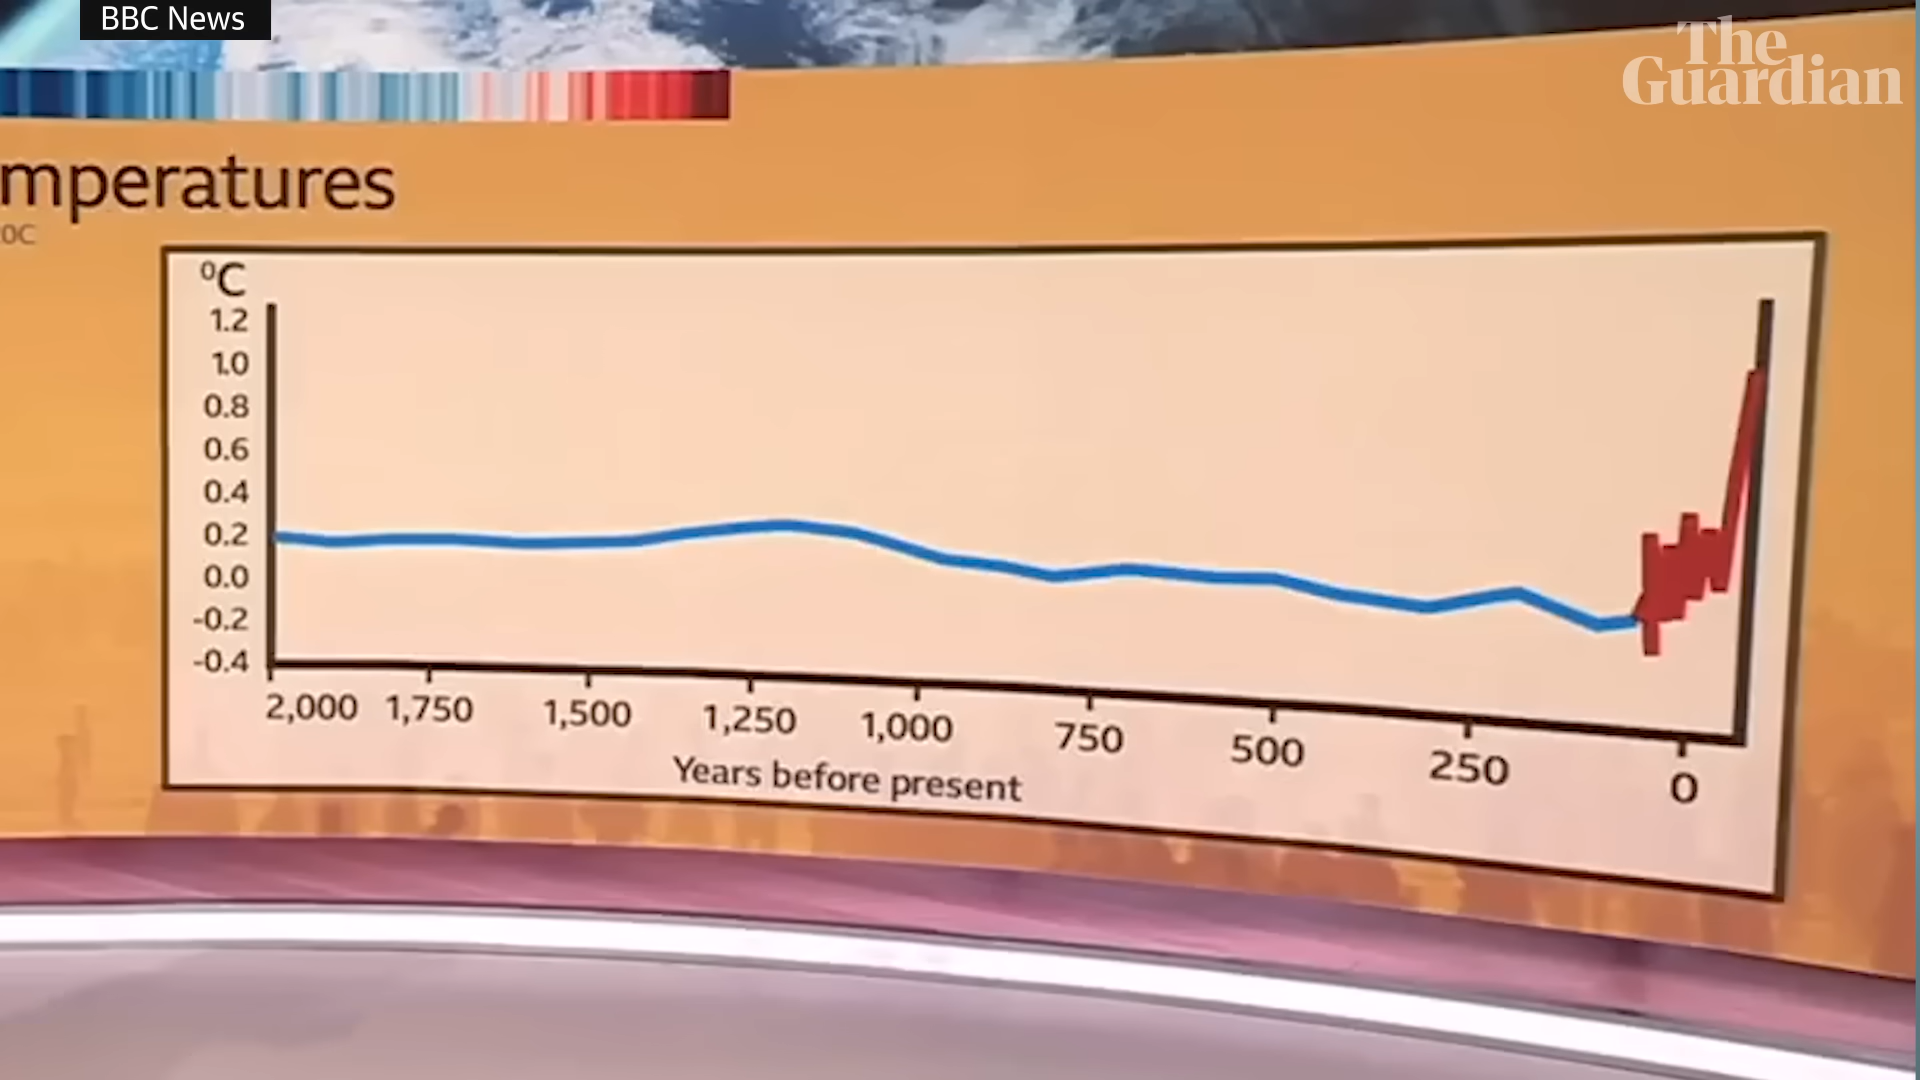 BBC News
The
Guardian
mperatures
0C
⁰C
1.2
1.0
0.8
0.6
0.4
0.2
0.0
-0.2
-0.4
2,000 1,750 1,500 1,250 1,000 750 500 250 0
Years before present